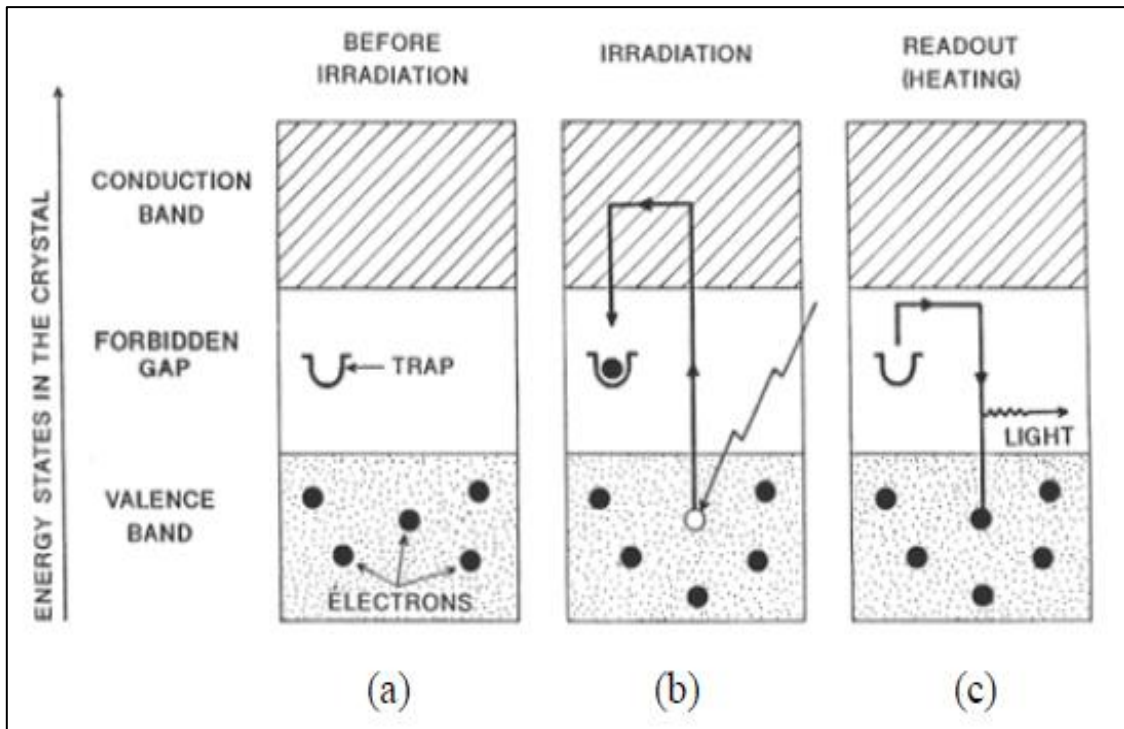 BEFORE
IRRADIATION
IRRADIATION
READOUT
(HEATING)
ENERGY STATES IN THE CRYSTAL
CONDUCTION
BAND
FORBIDDEN
GAP
TRAP
LIGHT
VALENCE
BAND
ELECTRONS
(a)
(b)
(c)